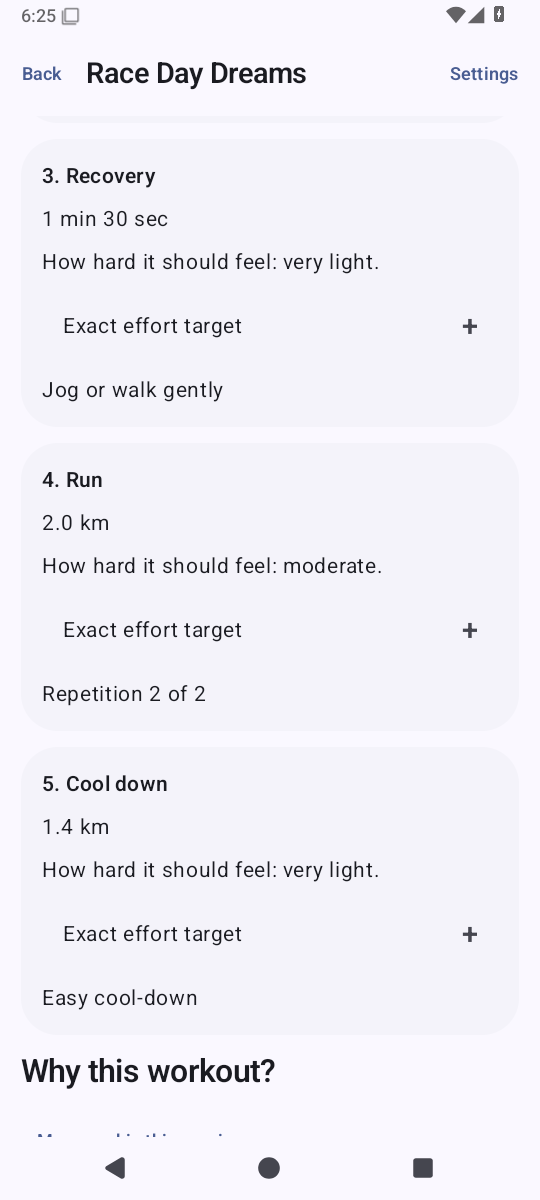 6:25
Back Race Day Dreams Settings
3. Recovery
1 min 30 sec
How hard it should feel: very light.
Exact effort target +
Jog or walk gently
4. Run
2.0 km
How hard it should feel: moderate.
Exact effort target +
Repetition 2 of 2
5. Cool down
1.4 km
How hard it should feel: very light.
Exact effort target +
Easy cool-down
Why this workout?